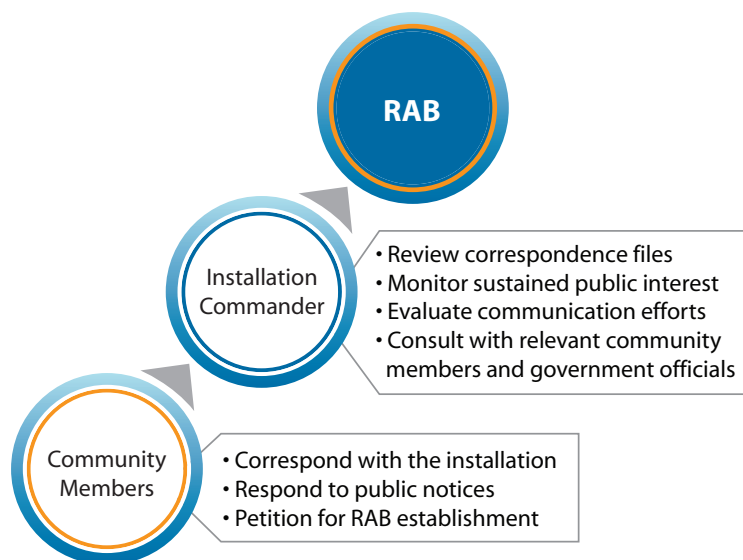 RAB
Installation
Commander
• Review correspondence files
• Monitor sustained public interest
• Evaluate communication efforts
• Consult with relevant community
members and government officials
Community
Members
• Correspond with the installation
• Respond to public notices
• Petition for RAB establishment